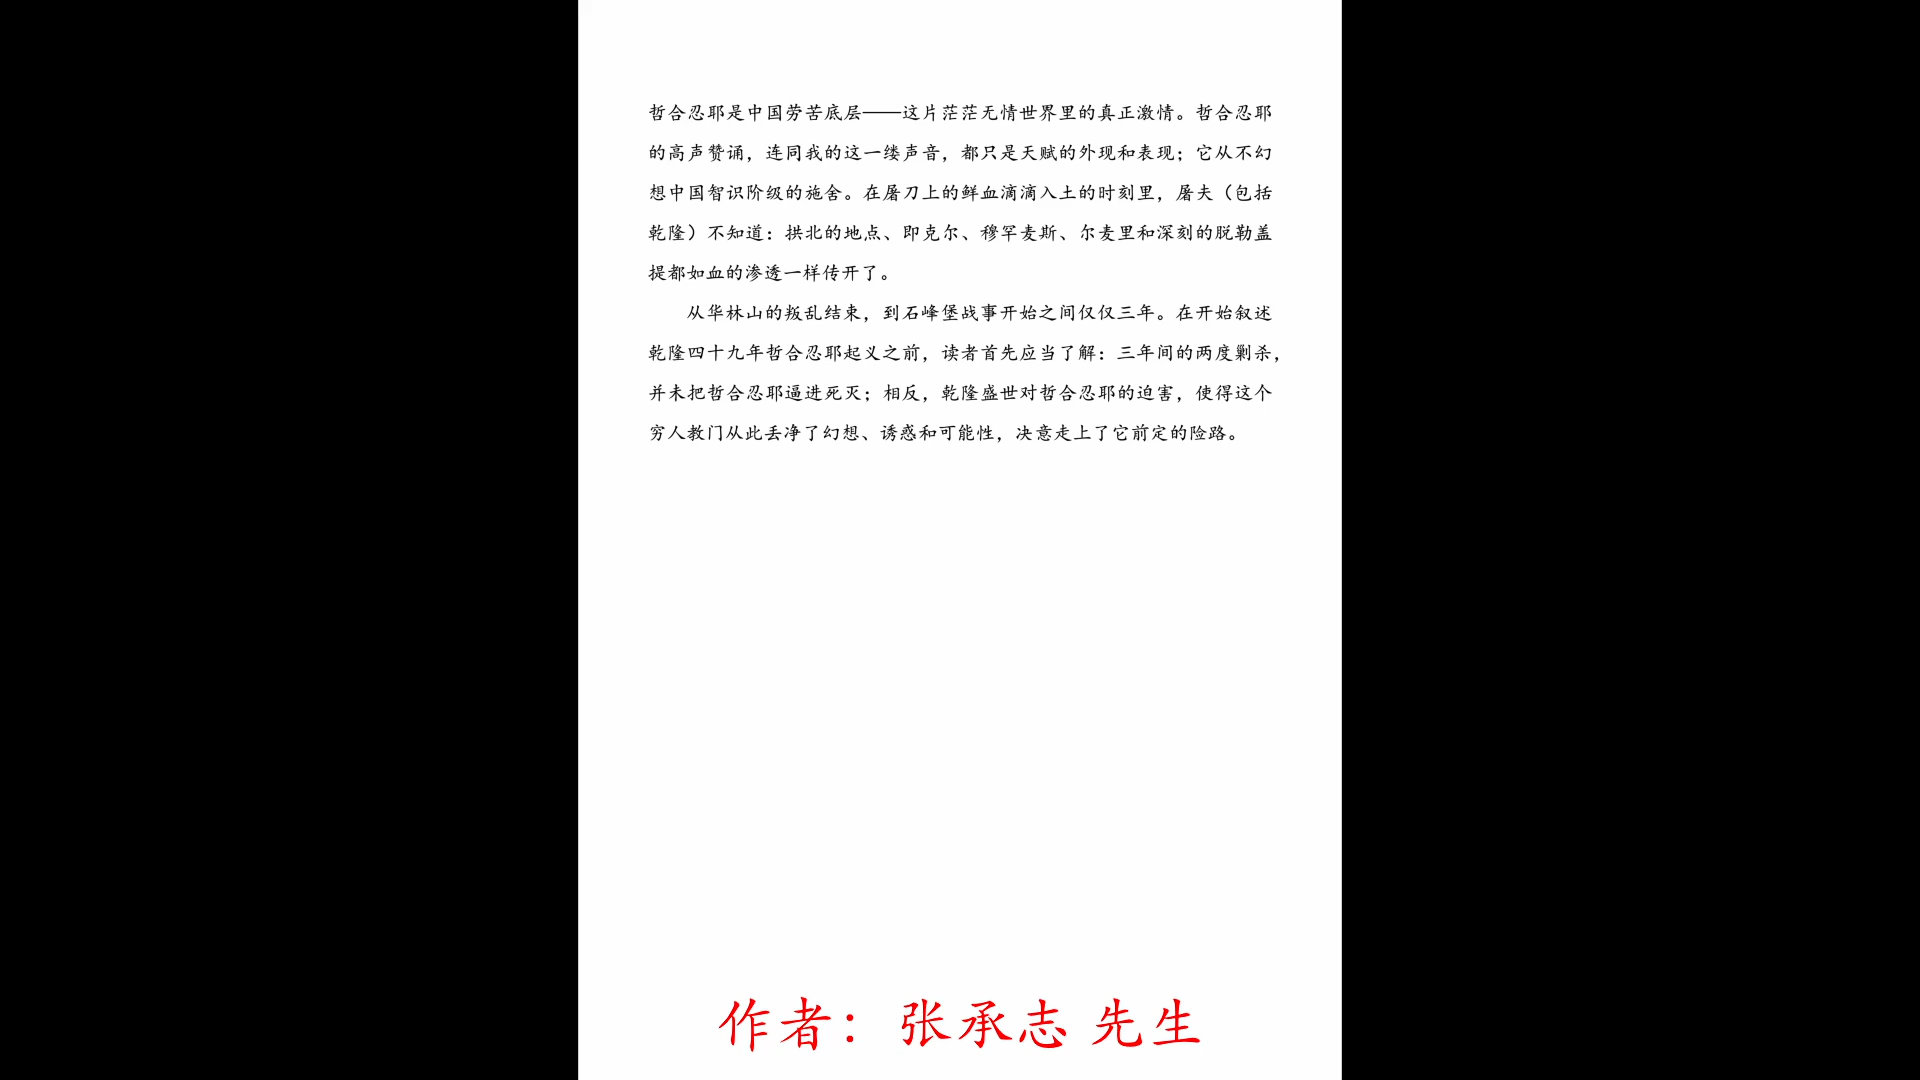 哲合忍耶是中国劳苦底层——这片茫茫无情世界里的真正激情。哲合忍耶
的高声赞诵，连同我的这一缕声音，都只是天赋的外现和表现；它从不幻
想中国智识阶级的施舍。在屠刀上的鲜血滴滴入土的时刻里，屠夫（包括
乾隆）不知道：拱北的地点、即克尔、穆罕麦斯、尔麦里和深刻的脱勒盖
提都如血的渗透一样传开了。
从华林山的叛乱结束，到石峰堡战事开始之间仅仅三年。在开始叙述
乾隆四十九年哲合忍耶起义之前，读者首先应当了解：三年间的两度剿杀，
并未把哲合忍耶逼进死灭；相反，乾隆盛世对哲合忍耶的迫害，使得这个
穷人教门从此丢净了幻想、诱惑和可能性，决意走上了它前定的险路。
作者：张承志 先生